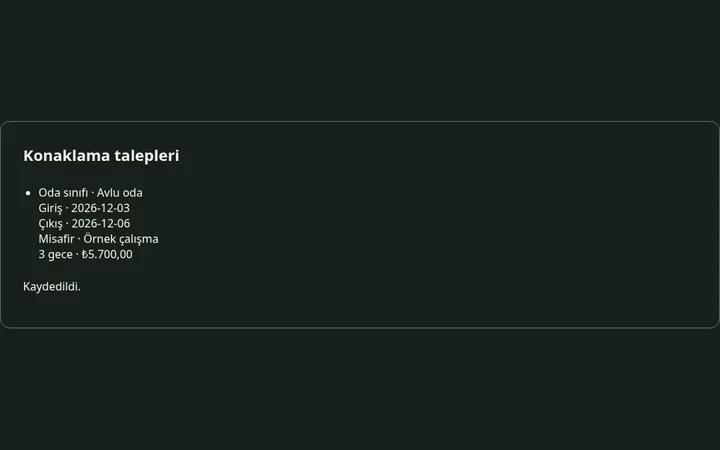 Konaklama talepleri
Oda sınıfı · Avlu oda
Giriş · 2026-12-03
Çıkış · 2026-12-06
Misafir · Örnek çalışma
3 gece · ₺5.700,00
Kaydedildi.